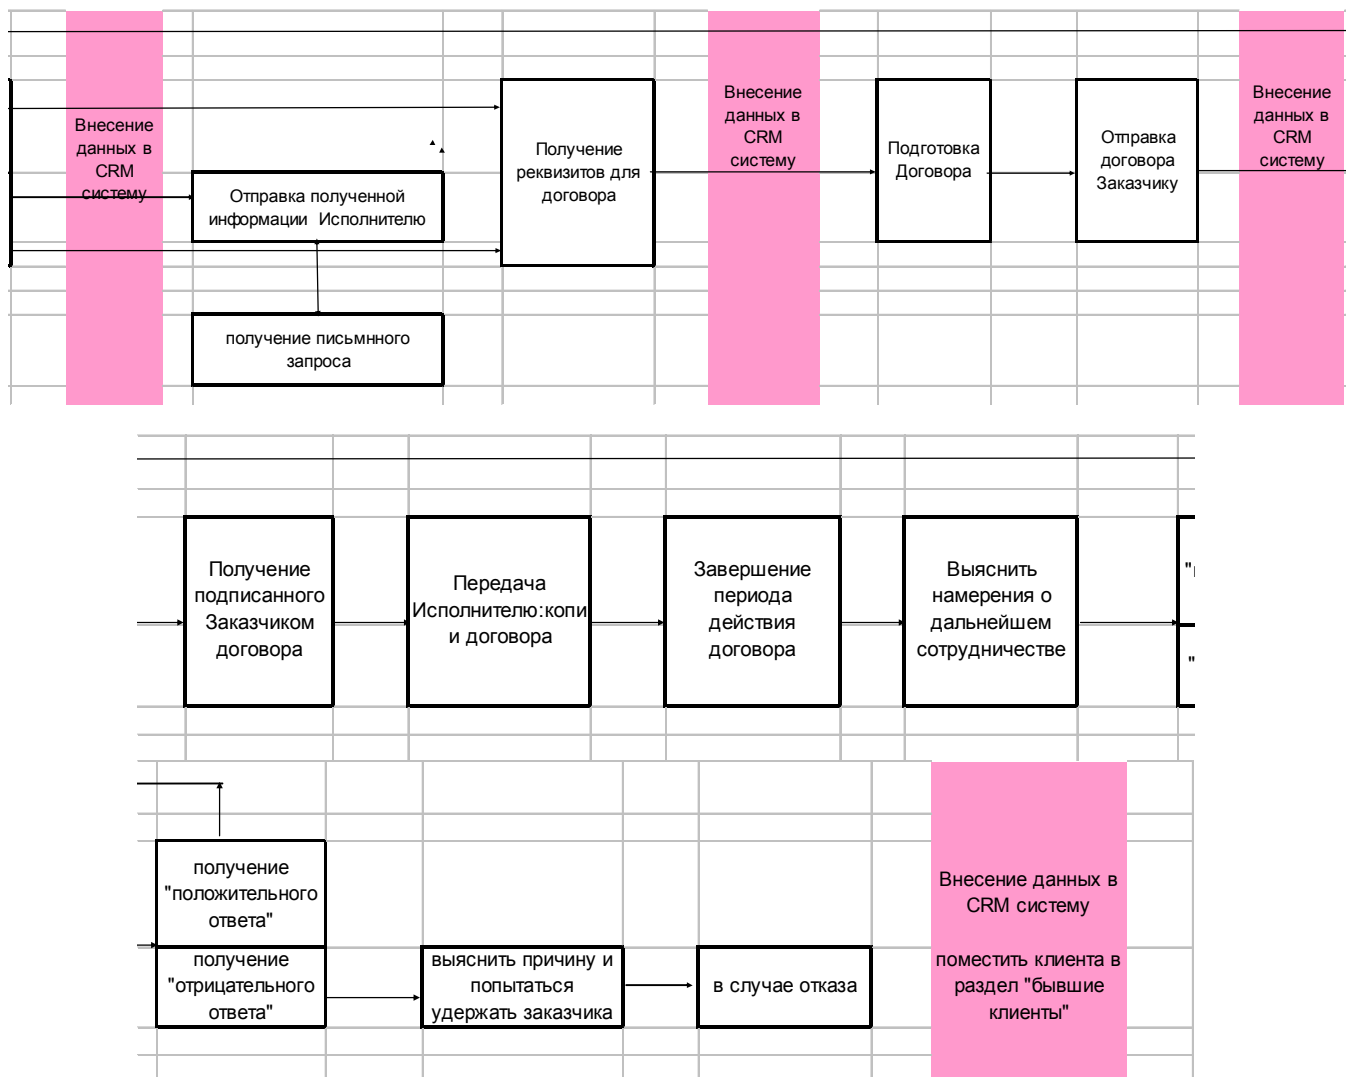 Внесение
данных в
CRM
систему
Отправка полученной
информации Исполнителю
получение письмнного
запроса
Получение
реквизитов для
договора
Внесение
данных в
CRM
систему
Подготовка
Договора
Отправка
договора
Заказчику
Внесение
данных в
CRM
систему
Получение
подписанного
Заказчиком
договора
Передача
Исполнителю:копи
и договора
Завершение
периода
действия
договора
Выяснить
намерения о
дальнейшем
сотрудничестве
получение
"положительного
ответа"
получение
"отрицательного
ответа"
выяснить причину и
попытаться
удержать заказчика
в случае отказа
Внесение данных в
CRM систему
поместить клиента в
раздел "бывшие
клиенты"